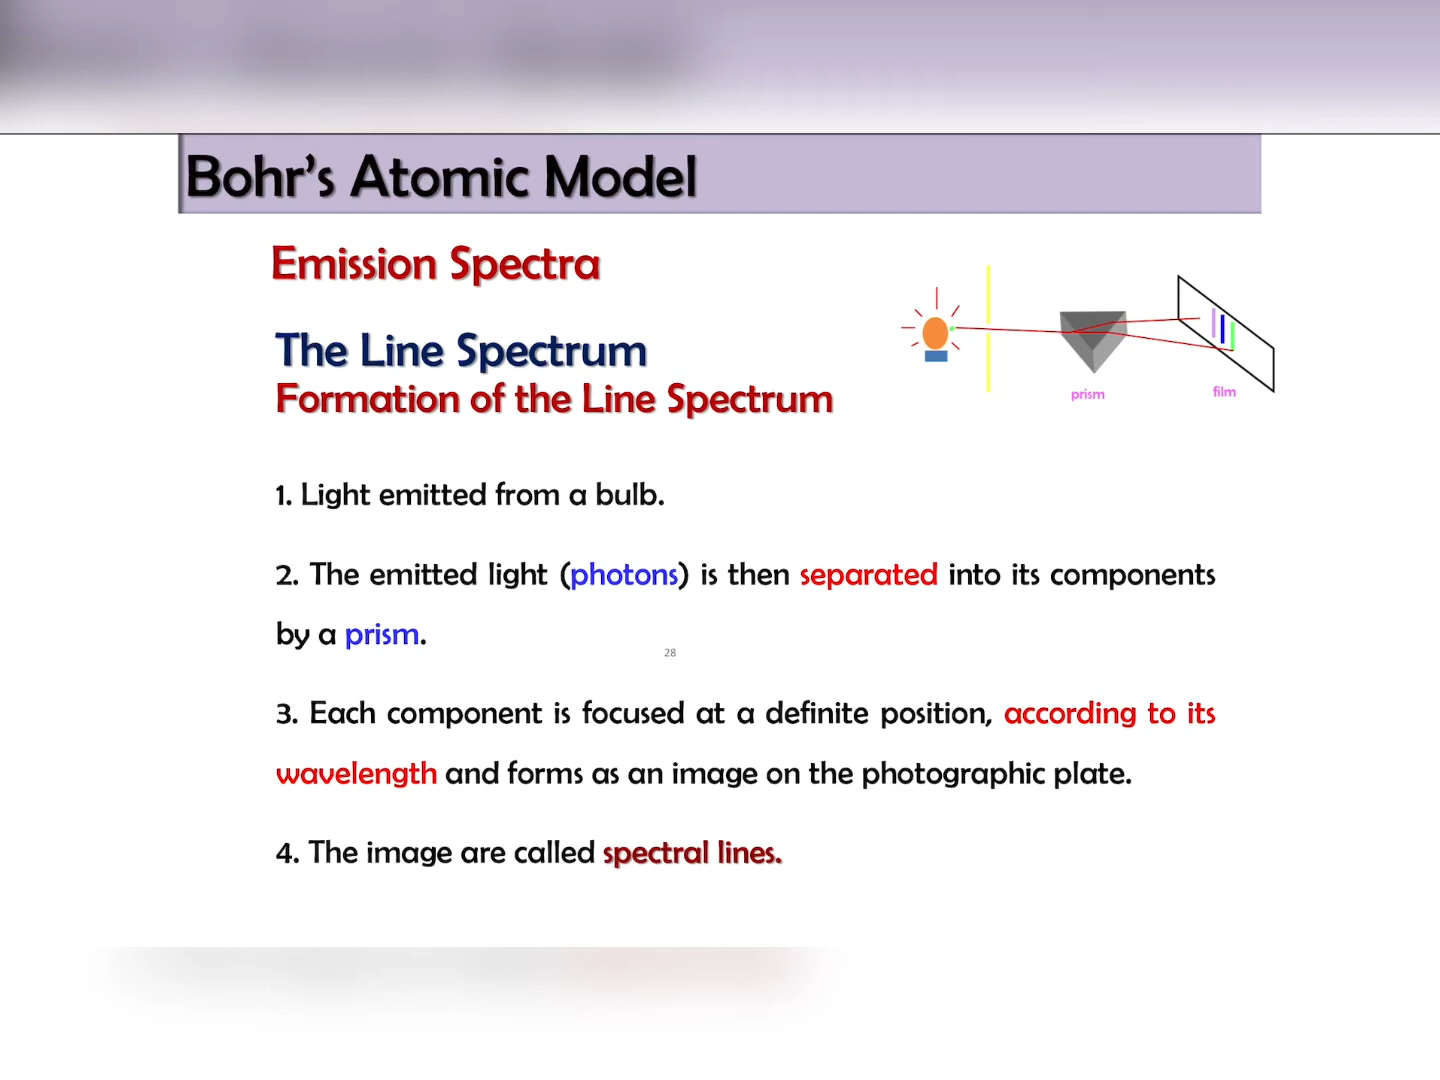 Bohr’s Atomic Model
Emission Spectra
The Line Spectrum
Formation of the Line Spectrum
prism
film
1. Light emitted from a bulb.
2. The emitted light (photons) is then separated into its components
by a prism.
28
3. Each component is focused at a definite position, according to its
wavelength and forms as an image on the photographic plate.
4. The image are called spectral lines.